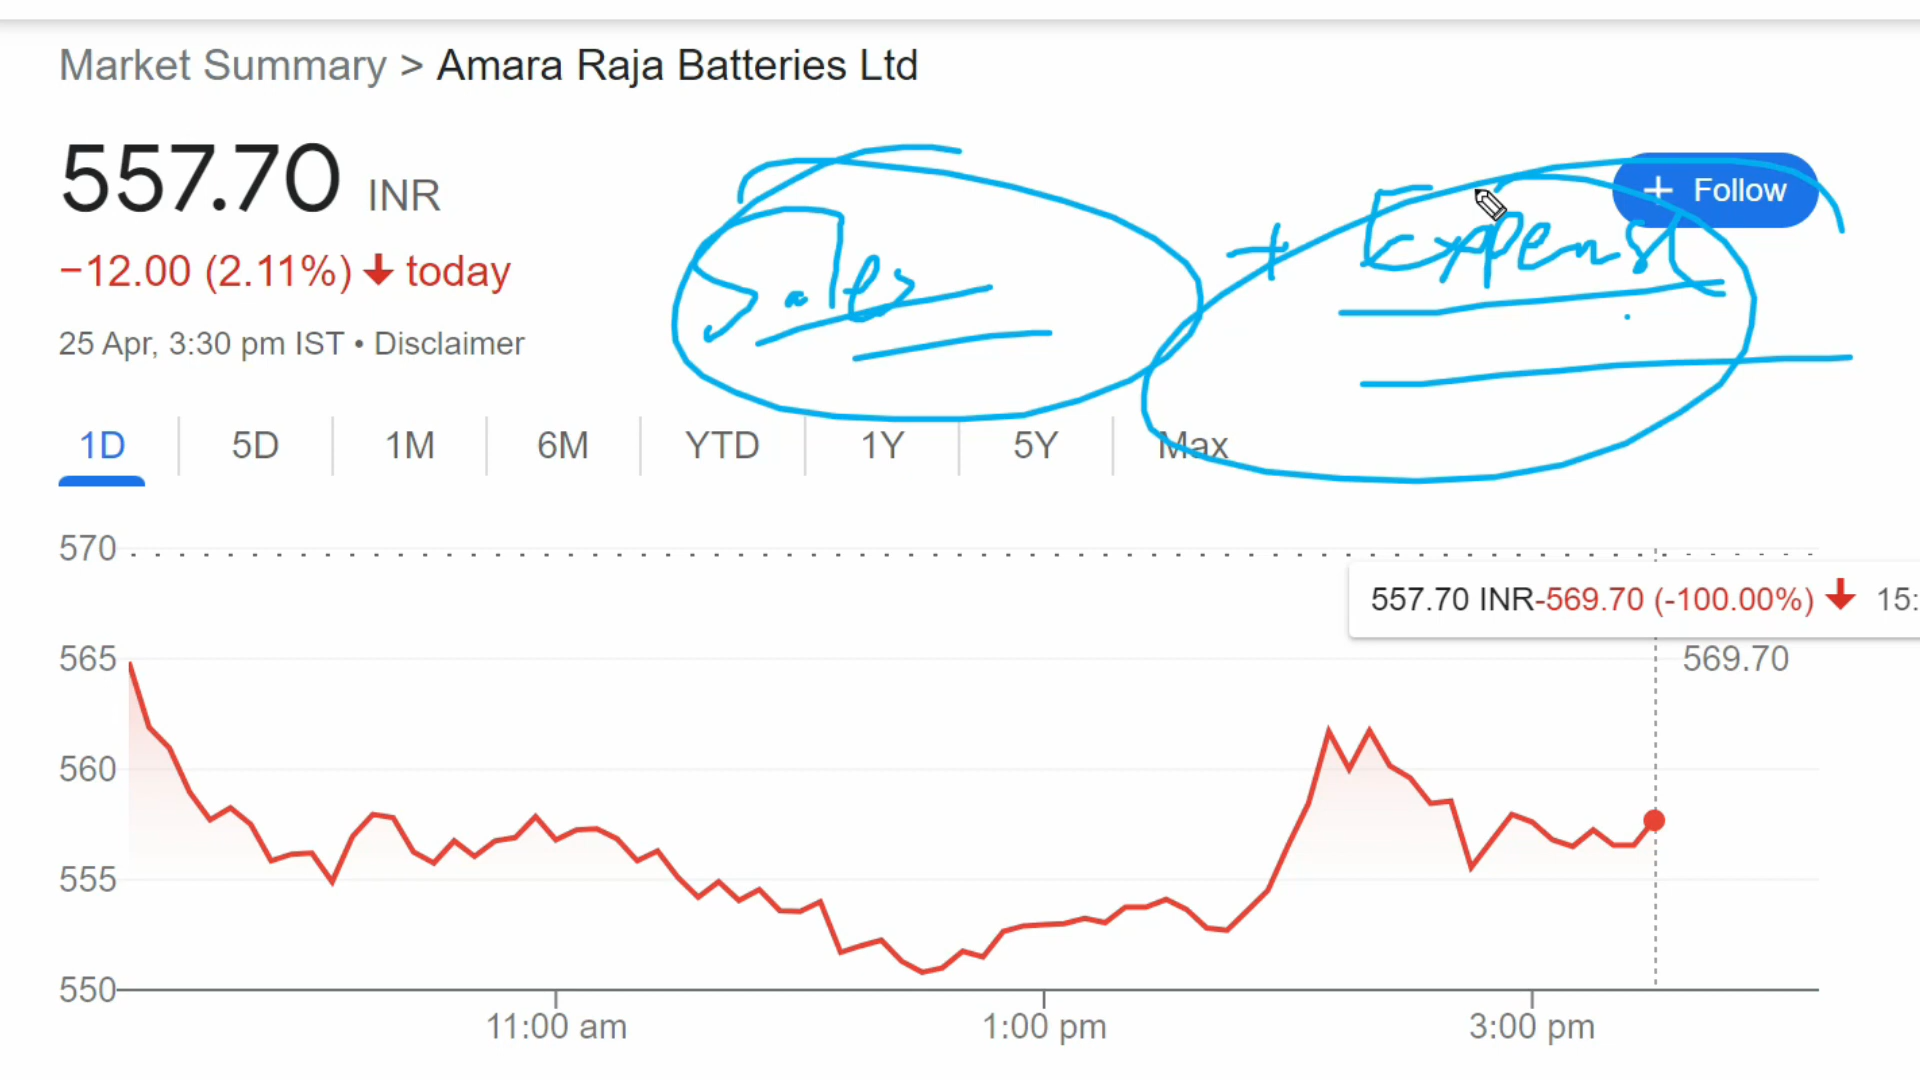 Market Summary > Amara Raja Batteries Ltd
557.70 INR
−12.00 (2.11%) today
25 Apr, 3:30 pm IST • Disclaimer
+ Follow
Sales + Expense
1D 5D 1M 6M YTD 1Y 5Y Max
570
557.70 INR-569.70 (-100.00%) 15:
565
569.70
560
555
550
11:00 am 1:00 pm 3:00 pm